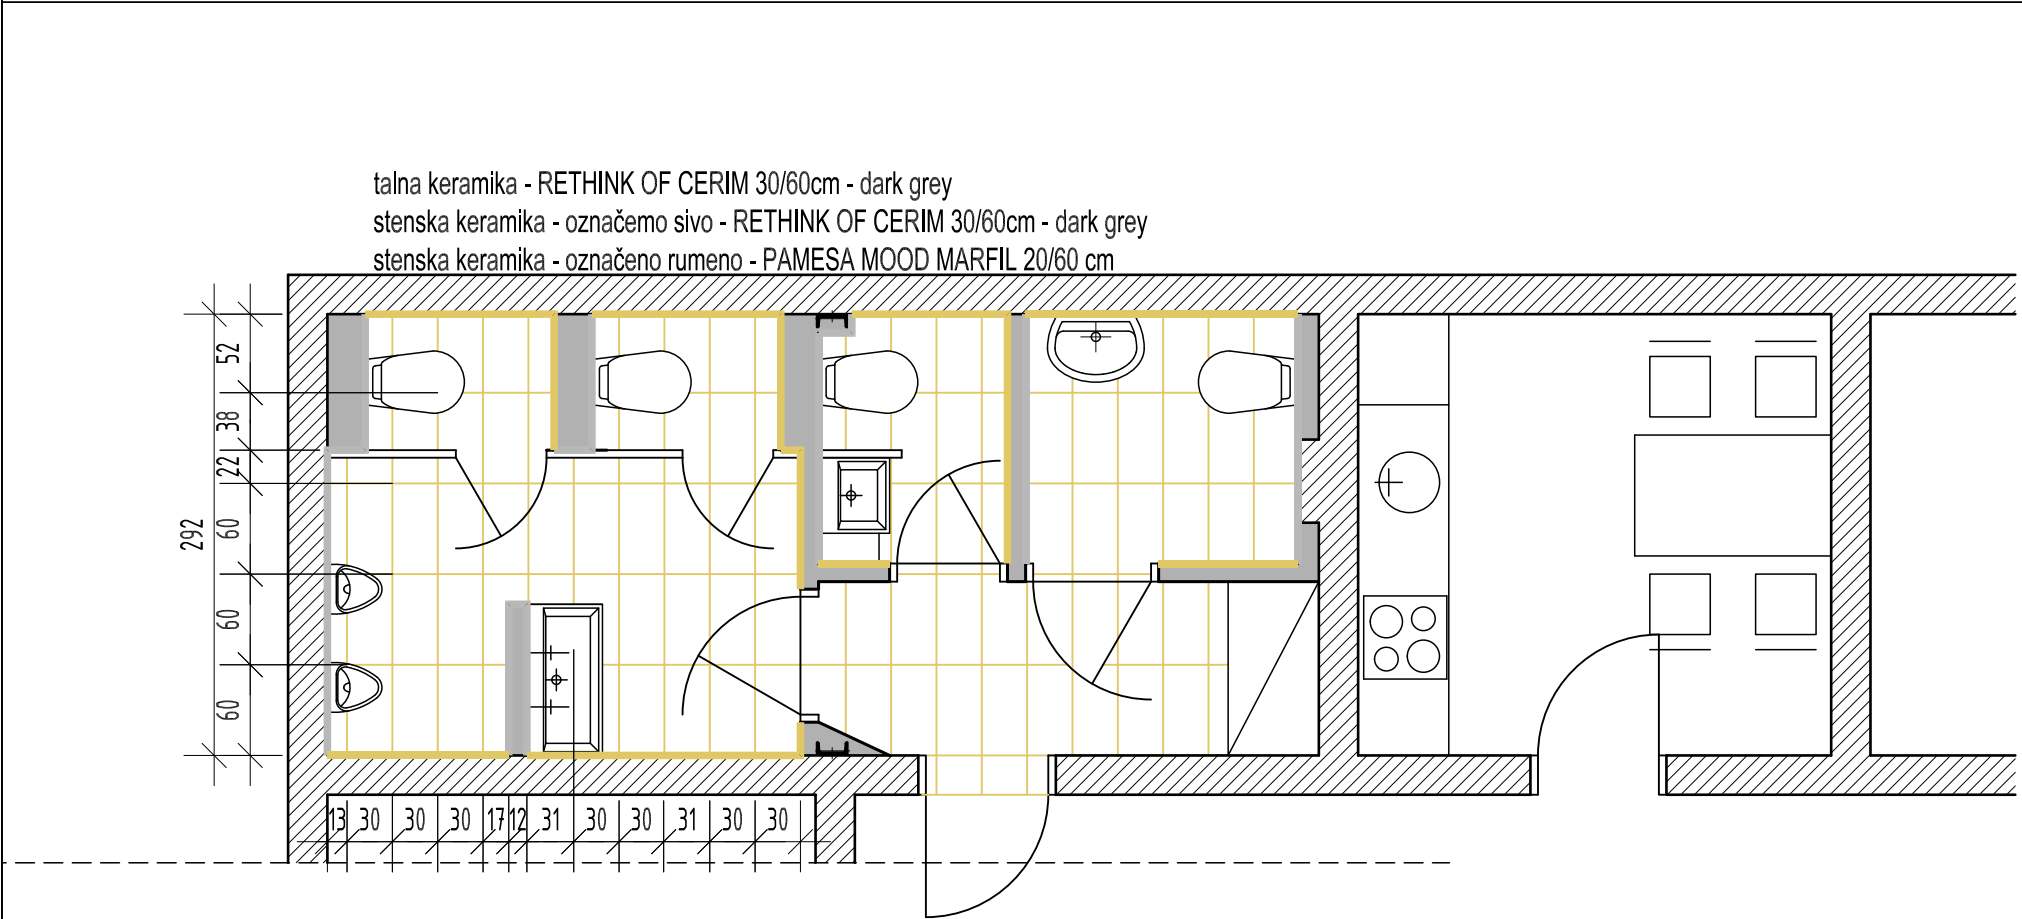 talna keramika - RETHINK OF CERIM 30/60cm - dark grey
stenska keramika - označemo sivo - RETHINK OF CERIM 30/60cm - dark grey
stenska keramika - označeno rumeno - PAMESA MOOD MARFIL 20/60 cm
52
38
22
292
60
60
60
13 30 30 30 17 12 31 30 30 31 30 30